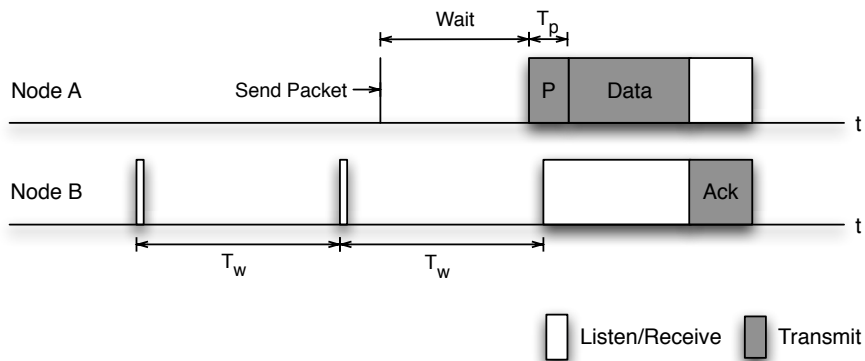 Wait
T_p
Node A
Send Packet
P
Data
t
Node B
Ack
t
T_w
T_w
Listen/Receive
Transmit